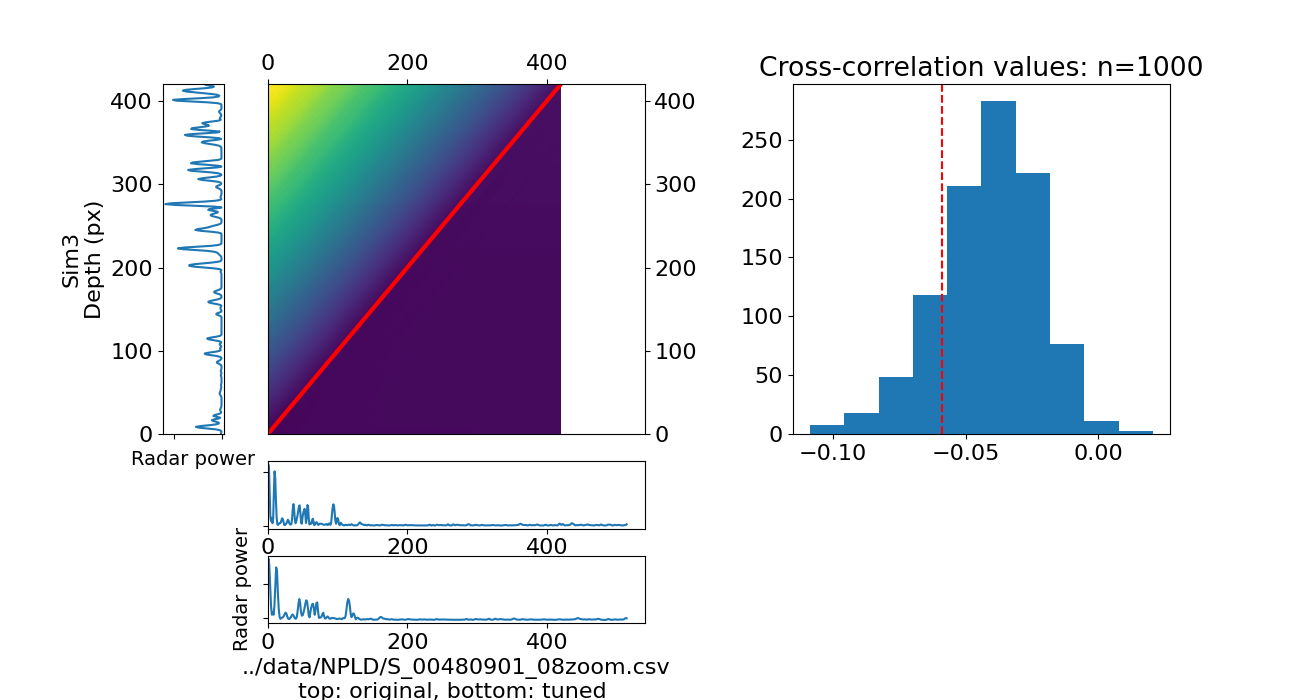 0 200 400
Cross-correlation values: n=1000
400
300
200
100
0
Sim3
Depth (px)
Radar power
400
300
200
100
0
250
200
150
100
50
0
−0.10 −0.05 0.00
0 200 400
Radar power
0 200 400
../data/NPLD/S_00480901_08zoom.csv
top: original, bottom: tuned